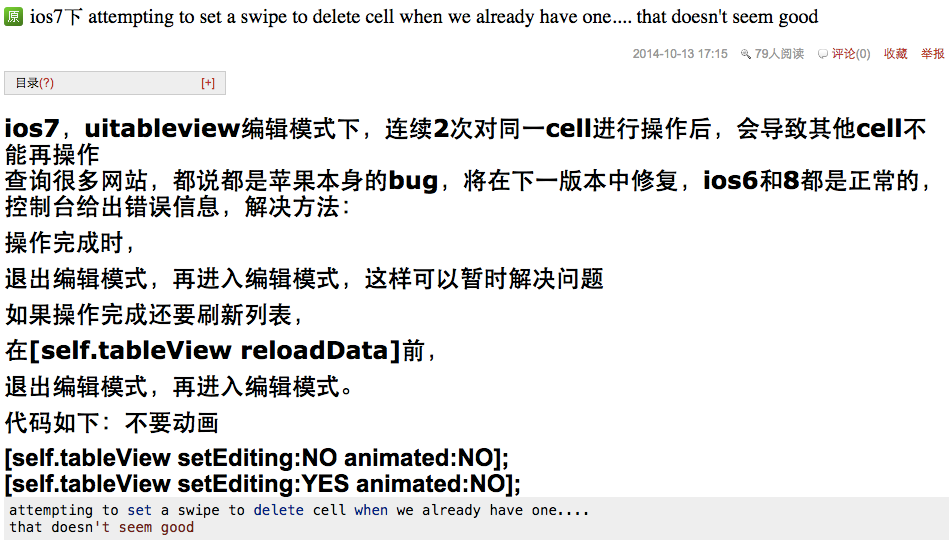 原 ios7下 attempting to set a swipe to delete cell when we already have one.... that doesn't seem good
2014-10-13 17:15 79人阅读 评论(0) 收藏 举报
目录(?) [+]
ios7，uitableview编辑模式下，连续2次对同一cell进行操作后，会导致其他cell不
能再操作
查询很多网站，都说都是苹果本身的bug，将在下一版本中修复，ios6和8都是正常的，
控制台给出错误信息，解决方法：
操作完成时，
退出编辑模式，再进入编辑模式，这样可以暂时解决问题
如果操作完成还要刷新列表，
在[self.tableView reloadData]前，
退出编辑模式，再进入编辑模式。
代码如下：不要动画
[self.tableView setEditing:NO animated:NO];
[self.tableView setEditing:YES animated:NO];
attempting to set a swipe to delete cell when we already have one....
that doesn't seem good